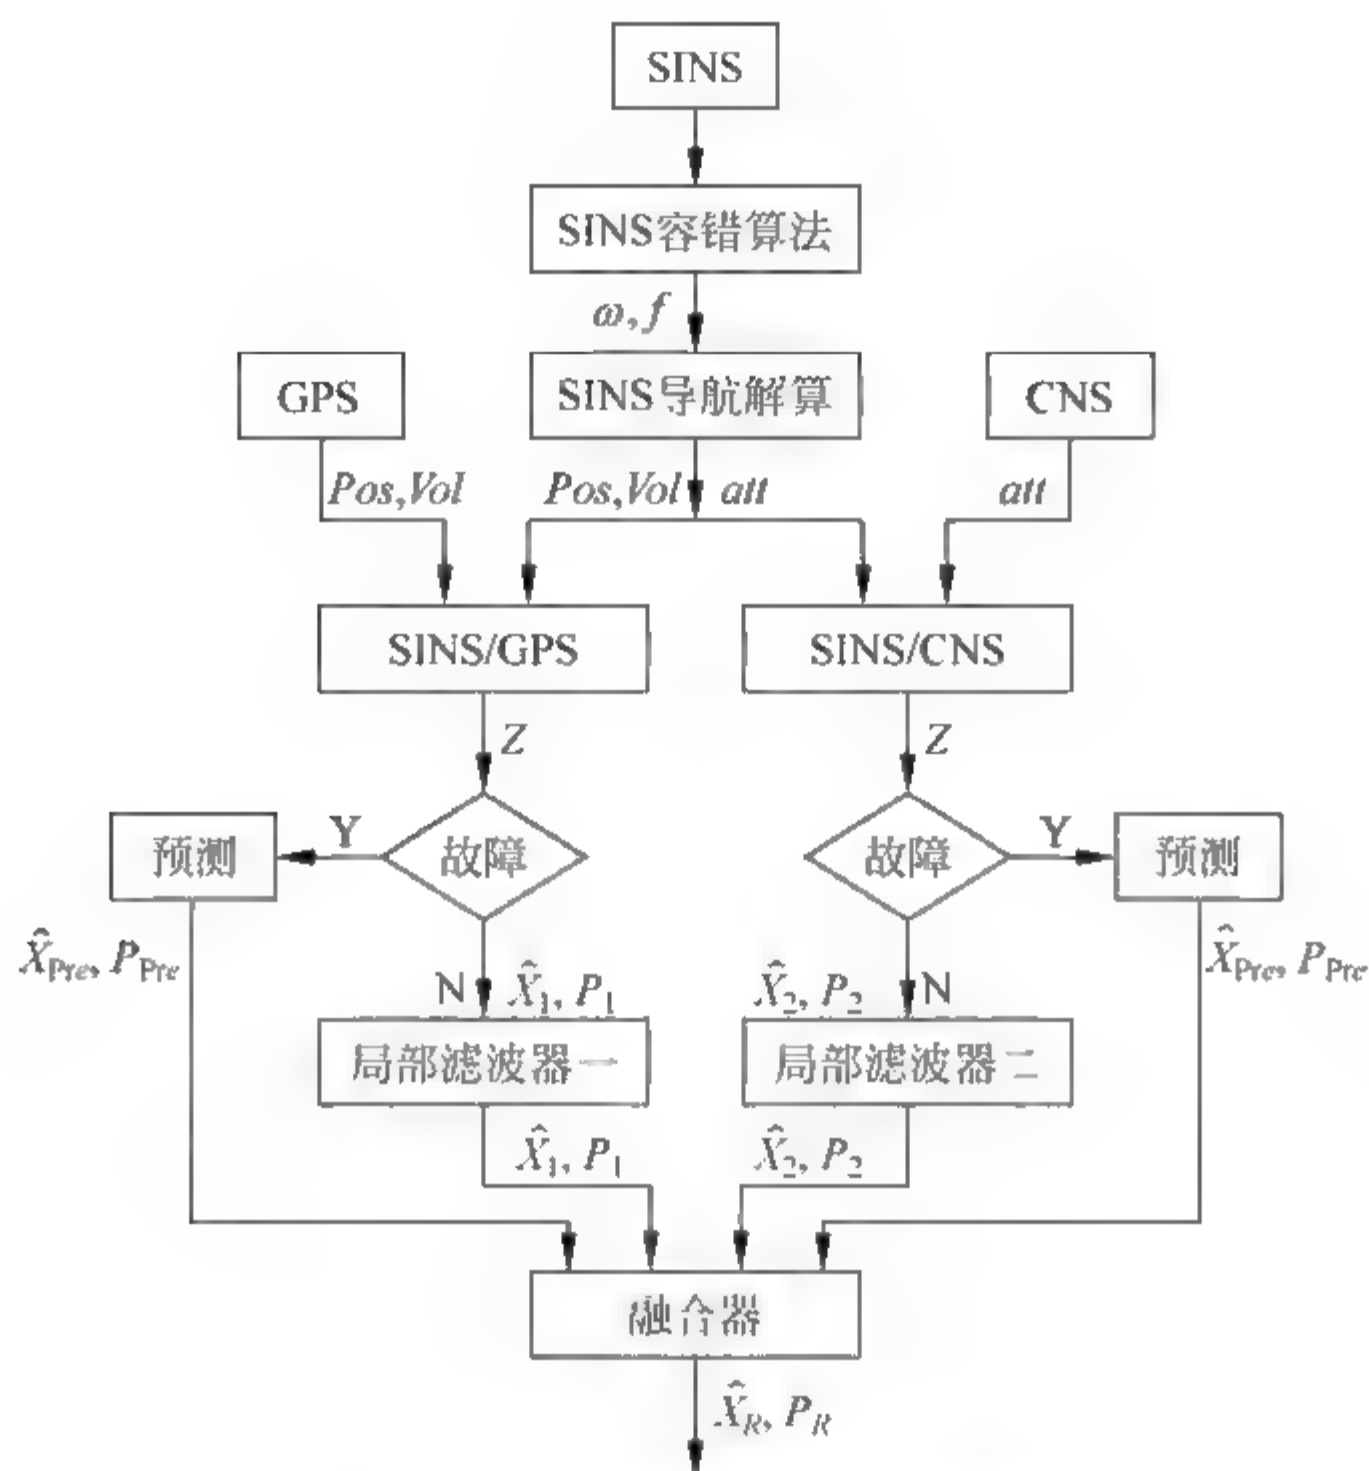 SINS
SINS容错算法
ω, f
GPS
SINS导航解算
CNS
Pos,Vol
Pos,Vol
att
att
SINS/GPS
SINS/CNS
Z
Z
预测
Y
故障
故障
Y
预测
X̂Pre, PPre
N
X̂1, P1
X̂2, P2
N
X̂Pre, PPre
局部滤波器一
局部滤波器二
X̂1, P1
X̂2, P2
融合器
X̂R, PR